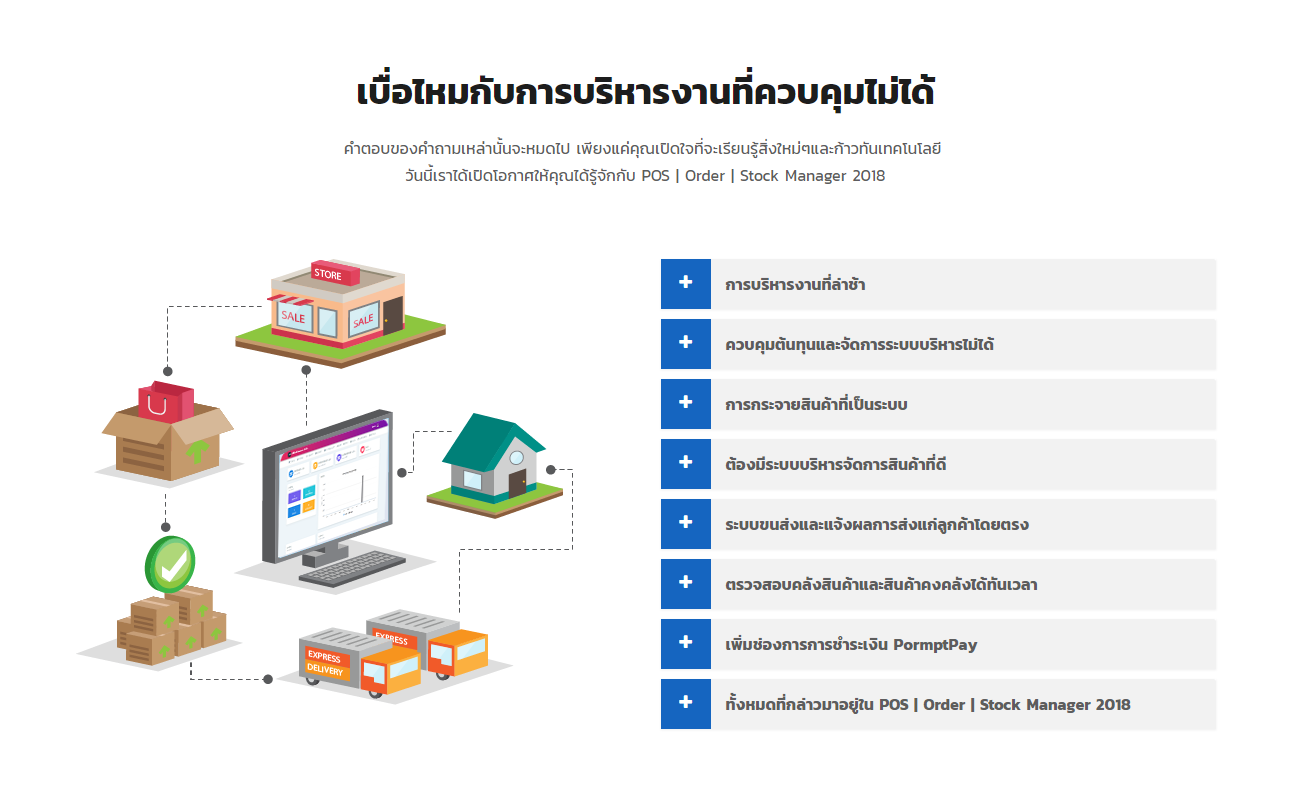 เบื่อไหมกับการบริหารงานที่ควบคุมไม่ได้
คำตอบของคำถามเหล่านั้นจะหมดไป เพียงแค่คุณเปิดใจที่จะเรียนรู้สิ่งใหม่ๆและก้าวทันเทคโนโลยี
วันนี้เราได้เปิดโอกาศให้คุณได้รู้จักกับ POS | Order | Stock Manager 2018
STORE
SALE
SALE
EXPRESS
EXPRESS
DELIVERY
การบริหารงานที่ล่าช้า
ควบคุมต้นทุนและจัดการระบบบริหารไม่ได้
การกระจายสินค้าที่เป็นระบบ
ต้องมีระบบบริหารจัดการสินค้าที่ดี
ระบบขนส่งและแจ้งผลการส่งแก่ลูกค้าโดยตรง
ตรวจสอบคลังสินค้าและสินค้าคงคลังได้ทันเวลา
เพิ่มช่องการการชำระเงิน PormptPay
ทั้งหมดที่กล่าวมาอยู่ใน POS | Order | Stock Manager 2018